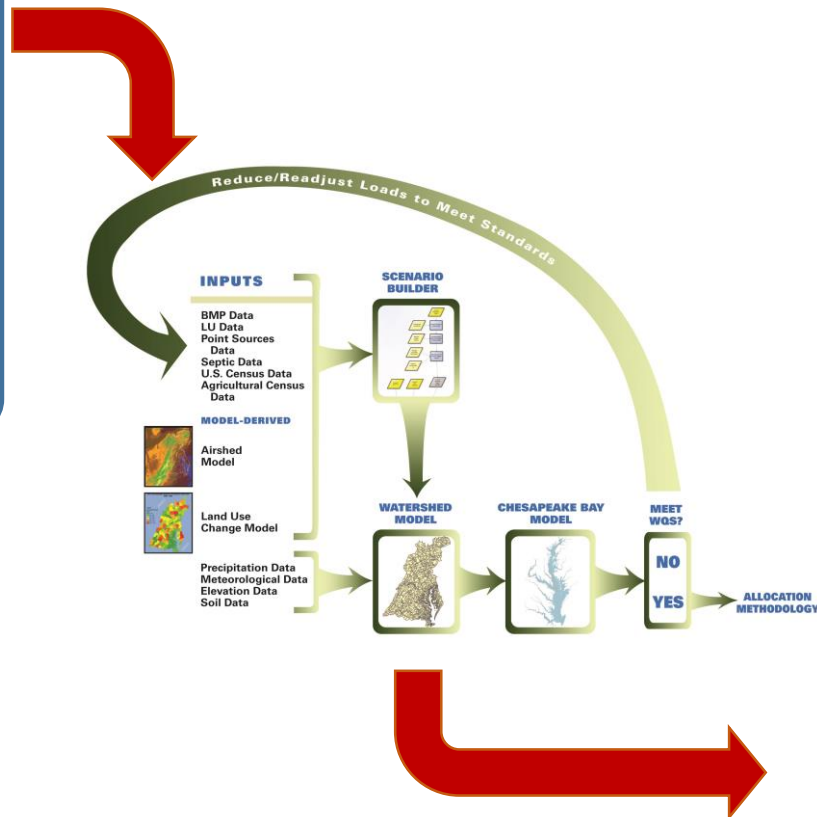 Reduce/Readjust Loads to Meet Standards
INPUTS
BMP Data
LU Data
Point Sources
Data
Septic Data
U.S. Census Data
Agricultural Census
Data
MODEL-DERIVED
Airshed
Model
Land Use
Change Model
Precipitation Data
Meteorological Data
Elevation Data
Soil Data
SCENARIO
BUILDER
WATERSHED
MODEL
CHESAPEAKE BAY
MODEL
MEET
WQS?
NO
YES
ALLOCATION
METHODOLOGY